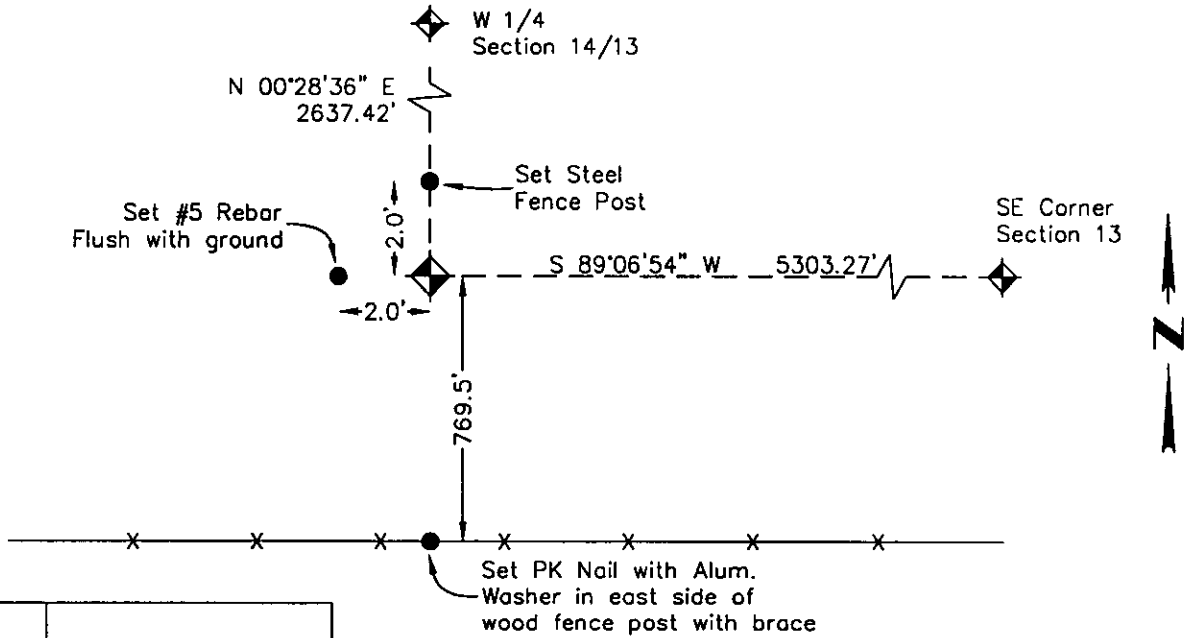 W 1/4
Section 14/13
N 00°28'36" E
2637.42'
Set Steel
Fence Post
Set #5 Rebar
Flush with ground
2.0'
SE Corner
Section 13
S 89°06'54" W 5303.27'
2.0'
769.5'
N
Set PK Nail with Alum.
Washer in east side of
wood fence post with brace